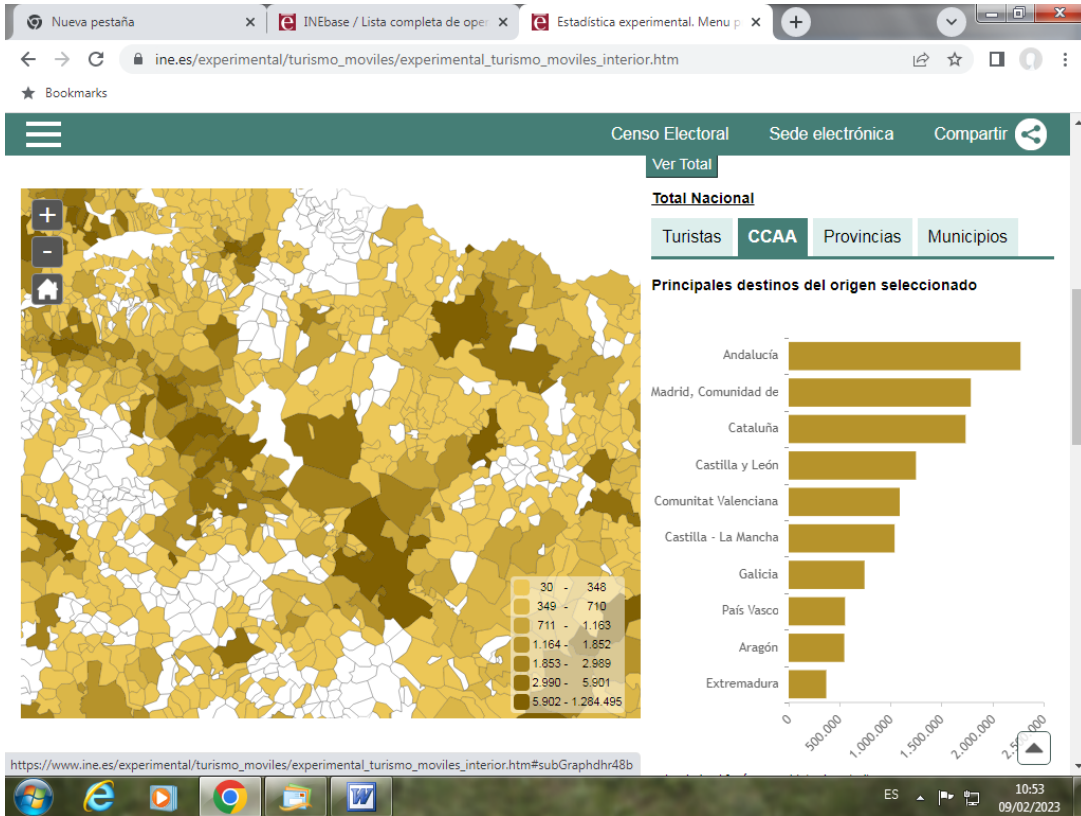 Nueva pestaña
INEbase / Lista completa de oper
Estadística experimental. Menu p
ine.es/experimental/turismo_moviles/experimental_turismo_moviles_interior.htm
Bookmarks
Censo Electoral Sede electrónica Compartir
Ver Total
Total Nacional
Turistas CCAA Provincias Municipios
Principales destinos del origen seleccionado
Andalucía
Madrid, Comunidad de
Cataluña
Castilla y León
Comunitat Valenciana
Castilla - La Mancha
Galicia
País Vasco
Aragón
Extremadura
0 500.000 1.000.000 1.500.000 2.000.000
+
-
30 - 348
349 - 710
711 - 1.163
1.164 - 1.852
1.853 - 2.989
2.990 - 5.901
5.902 - 1.284.495
https://www.ine.es/experimental/turismo_moviles/experimental_turismo_moviles_interior.htm#subGraphdhr48b
ES
10:53
09/02/2023